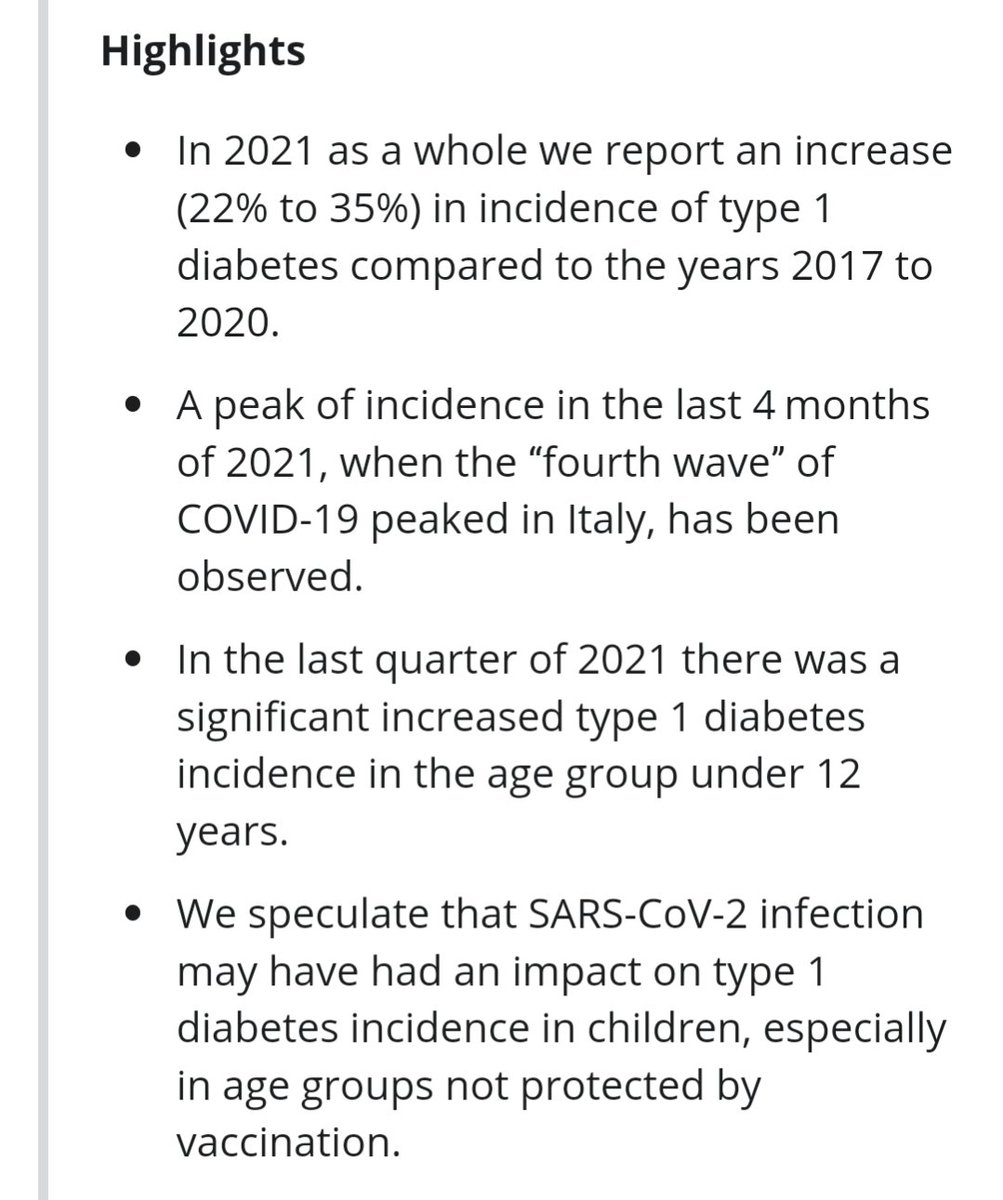 Highlights
• In 2021 as a whole we report an increase
(22% to 35%) in incidence of type 1
diabetes compared to the years 2017 to
2020.
• A peak of incidence in the last 4 months
of 2021, when the “fourth wave” of
COVID-19 peaked in Italy, has been
observed.
• In the last quarter of 2021 there was a
significant increased type 1 diabetes
incidence in the age group under 12
years.
• We speculate that SARS-CoV-2 infection
may have had an impact on type 1
diabetes incidence in children, especially
in age groups not protected by
vaccination.